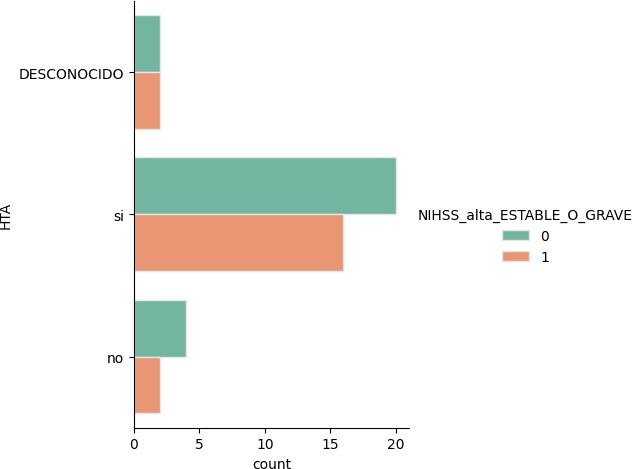 DESCONOCIDO
si
no
HTA
0 5 10 15 20
count
NIHSS_alta_ESTABLE_O_GRAVE
0
1